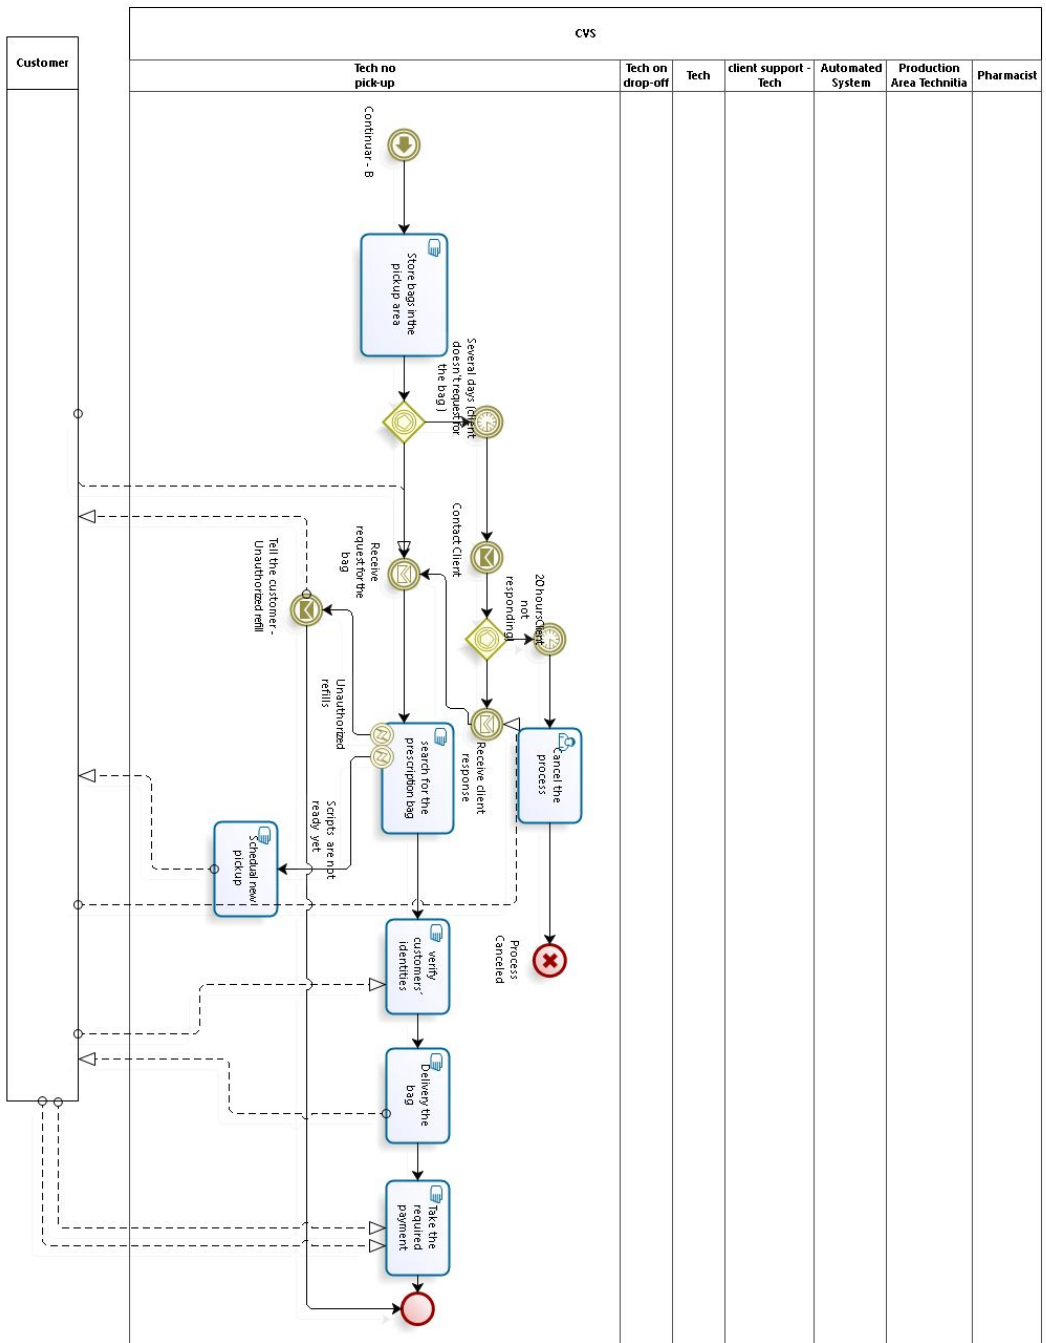 CVS
Customer
Tech no
pick-up
Tech on
drop-off
Tech
client support -
Tech
Automated
System
Production
Area Technitia
Pharmacist
Continuar - B
Store bags in the
pickup area
Several days (client
doesn't request for
the bag )
Contact Client
20 hours Client
not
responding)
Receive
request for the
bag
Tell the customer -
Unauthorized refill
Unauthorized
refills
search for the
prescription bag
Receive client
response
Cancel the
process
Scripts are not
ready yet
Schedual new
pickup
Process
Canceled
verify
customers'
identities
Delivery the
bag
Take the
required
payment